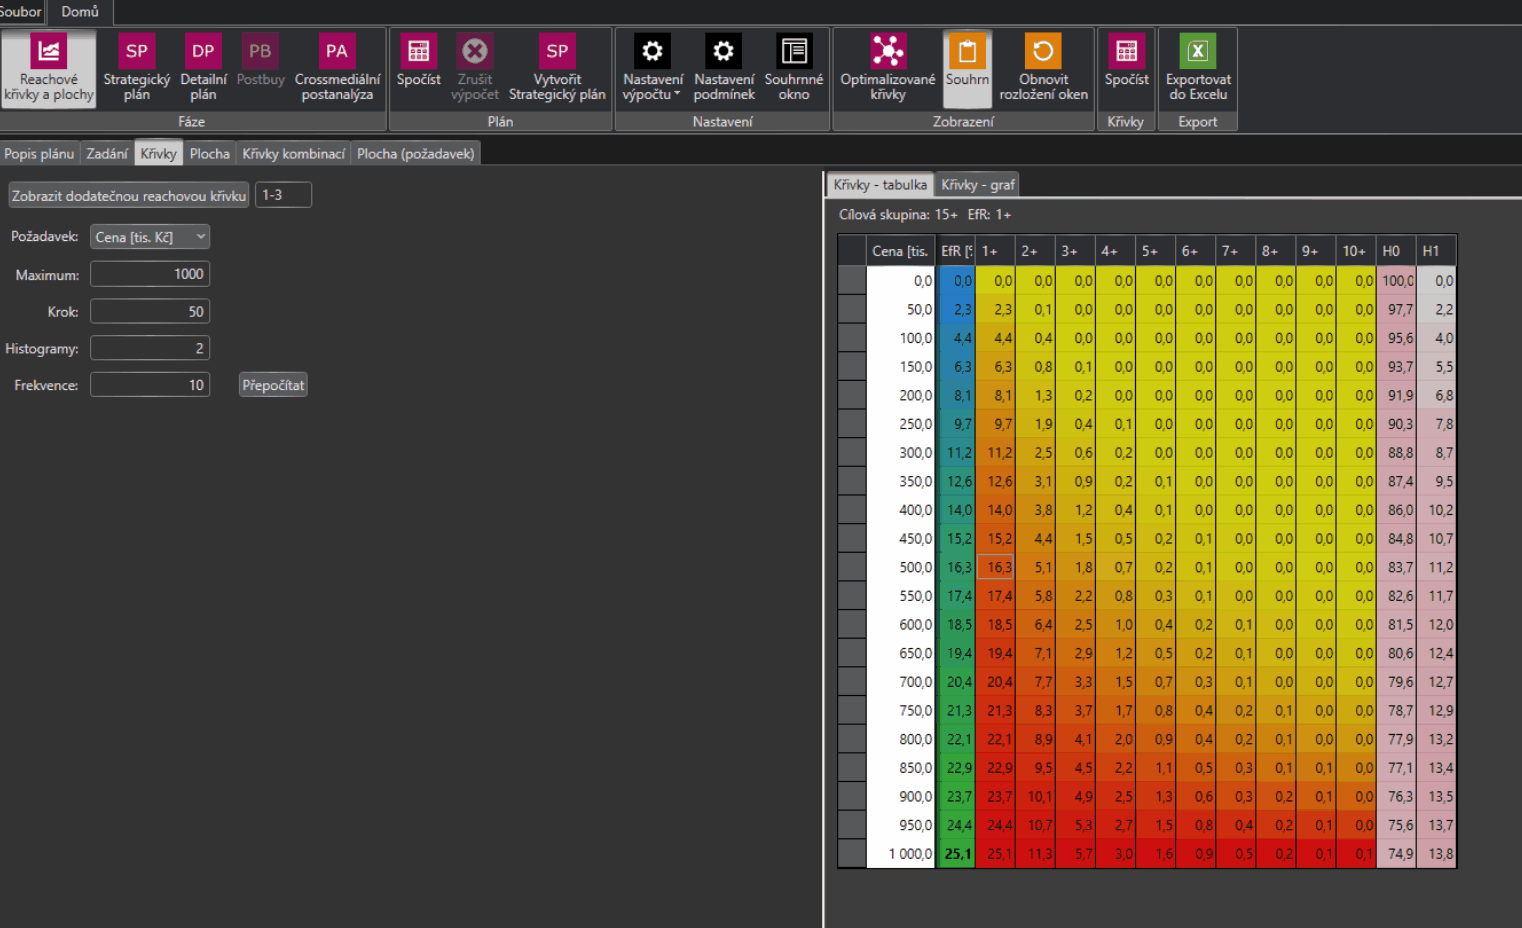 Soubor Domů
Reachové křivky a plochy
SP Strategický plán
DP Detailní plán
PB Postbuy
PA Crossmediální postanalýza
Fáze
Spočíst
Zrušit výpočet
SP Vytvořit Strategický plán
Plán
Nastavení výpočtu
Nastavení podmínek
Souhrnné okno
Nastavení
Optimalizované křivky
Souhrn
Obnovit rozložení oken
Zobrazení
Spočíst
Křivky
X Exportovat do Excelu
Export
Popis plánu Zadání Křivky Plocha Křivky kombinací Plocha (požadavek)
Zobrazit dodatečnou reachovou křivku 1-3
Požadavek: Cena [tis. Kč]
Maximum: 1000
Krok: 50
Histogramy: 2
Frekvence: 10 Přepočítat
Křivky - tabulka Křivky - graf
Cílová skupina: 15+ EfR: 1+
Cena [tis. EfR [% 1+ 2+ 3+ 4+ 5+ 6+ 7+ 8+ 9+ 10+ H0 H1
0,0 0,0 0,0 0,0 0,0 0,0 0,0 0,0 0,0 0,0 0,0 0,0 100,0 0,0
50,0 2,3 2,3 0,1 0,0 0,0 0,0 0,0 0,0 0,0 0,0 0,0 97,7 2,2
100,0 4,4 4,4 0,4 0,0 0,0 0,0 0,0 0,0 0,0 0,0 0,0 95,6 4,0
150,0 6,3 6,3 0,8 0,1 0,0 0,0 0,0 0,0 0,0 0,0 0,0 93,7 5,5
200,0 8,1 8,1 1,3 0,2 0,0 0,0 0,0 0,0 0,0 0,0 0,0 91,9 6,8
250,0 9,7 9,7 1,9 0,4 0,1 0,0 0,0 0,0 0,0 0,0 0,0 90,3 7,8
300,0 11,2 11,2 2,5 0,6 0,2 0,0 0,0 0,0 0,0 0,0 0,0 88,8 8,7
350,0 12,6 12,6 3,1 0,9 0,2 0,1 0,0 0,0 0,0 0,0 0,0 87,4 9,5
400,0 14,0 14,0 3,8 1,2 0,4 0,1 0,0 0,0 0,0 0,0 0,0 86,0 10,2
450,0 15,2 15,2 4,4 1,5 0,5 0,2 0,1 0,0 0,0 0,0 0,0 84,8 10,7
500,0 16,3 16,3 5,1 1,8 0,7 0,2 0,1 0,0 0,0 0,0 0,0 83,7 11,2
550,0 17,4 17,4 5,8 2,2 0,8 0,3 0,1 0,0 0,0 0,0 0,0 82,6 11,7
600,0 18,5 18,5 6,4 2,5 1,0 0,4 0,2 0,1 0,0 0,0 0,0 81,5 12,0
650,0 19,4 19,4 7,1 2,9 1,2 0,5 0,2 0,1 0,0 0,0 0,0 80,6 12,4
700,0 20,4 20,4 7,7 3,3 1,5 0,7 0,3 0,1 0,0 0,0 0,0 79,6 12,7
750,0 21,3 21,3 8,3 3,7 1,7 0,8 0,4 0,2 0,1 0,0 0,0 78,7 12,9
800,0 22,1 22,1 8,9 4,1 2,0 0,9 0,4 0,2 0,1 0,0 0,0 77,9 13,2
850,0 22,9 22,9 9,5 4,5 2,2 1,1 0,5 0,3 0,1 0,1 0,0 77,1 13,4
900,0 23,7 23,7 10,1 4,9 2,5 1,3 0,6 0,3 0,2 0,1 0,0 76,3 13,5
950,0 24,4 24,4 10,7 5,3 2,7 1,5 0,8 0,4 0,2 0,1 0,0 75,6 13,7
1 000,0 25,1 25,1 11,3 5,7 3,0 1,6 0,9 0,5 0,2 0,1 0,1 74,9 13,8